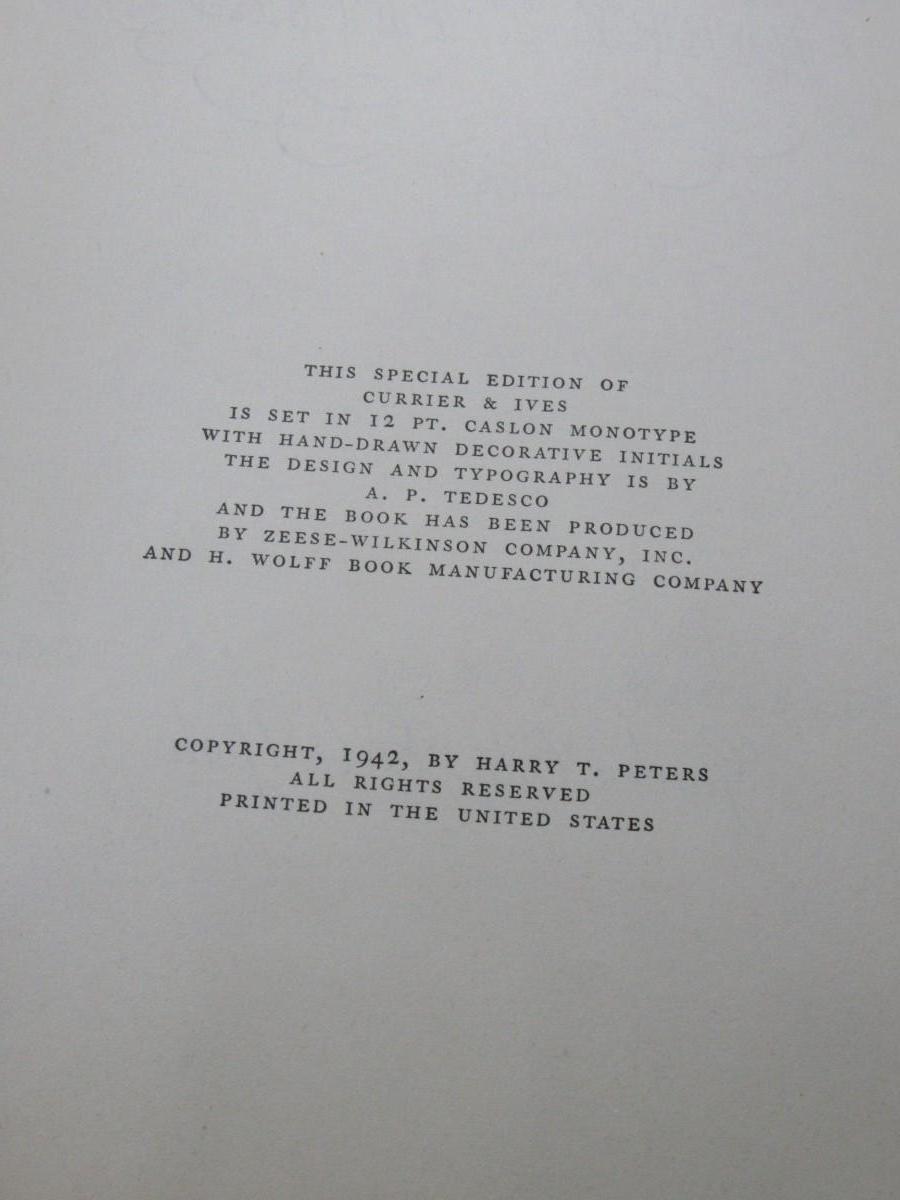 THIS SPECIAL EDITION OF
CURRIER & IVES
IS SET IN 12 PT. CASLON MONOTYPE
WITH HAND-DRAWN DECORATIVE INITIALS
THE DESIGN AND TYPOGRAPHY IS BY
A. P. TEDESCO
AND THE BOOK HAS BEEN PRODUCED
BY ZEESE-WILKINSON COMPANY, INC.
AND H. WOLFF BOOK MANUFACTURING COMPANY
COPYRIGHT, 1942, BY HARRY T. PETERS
ALL RIGHTS RESERVED
PRINTED IN THE UNITED STATES